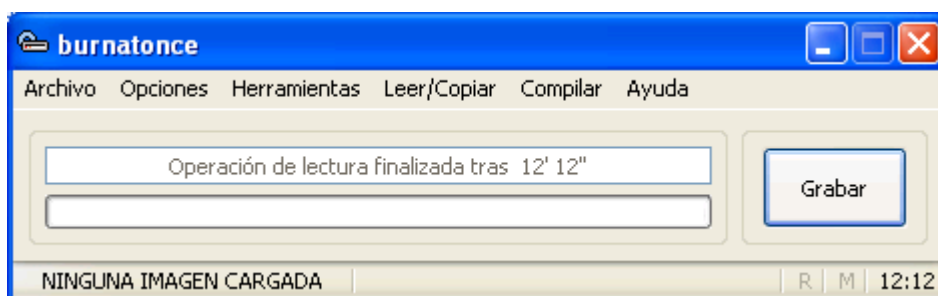 burnatonce
Archivo Opciones Herramientas Leer/Copiar Compilar Ayuda
Operación de lectura finalizada tras 12' 12"
Grabar
NINGUNA IMAGEN CARGADA R M 12:12